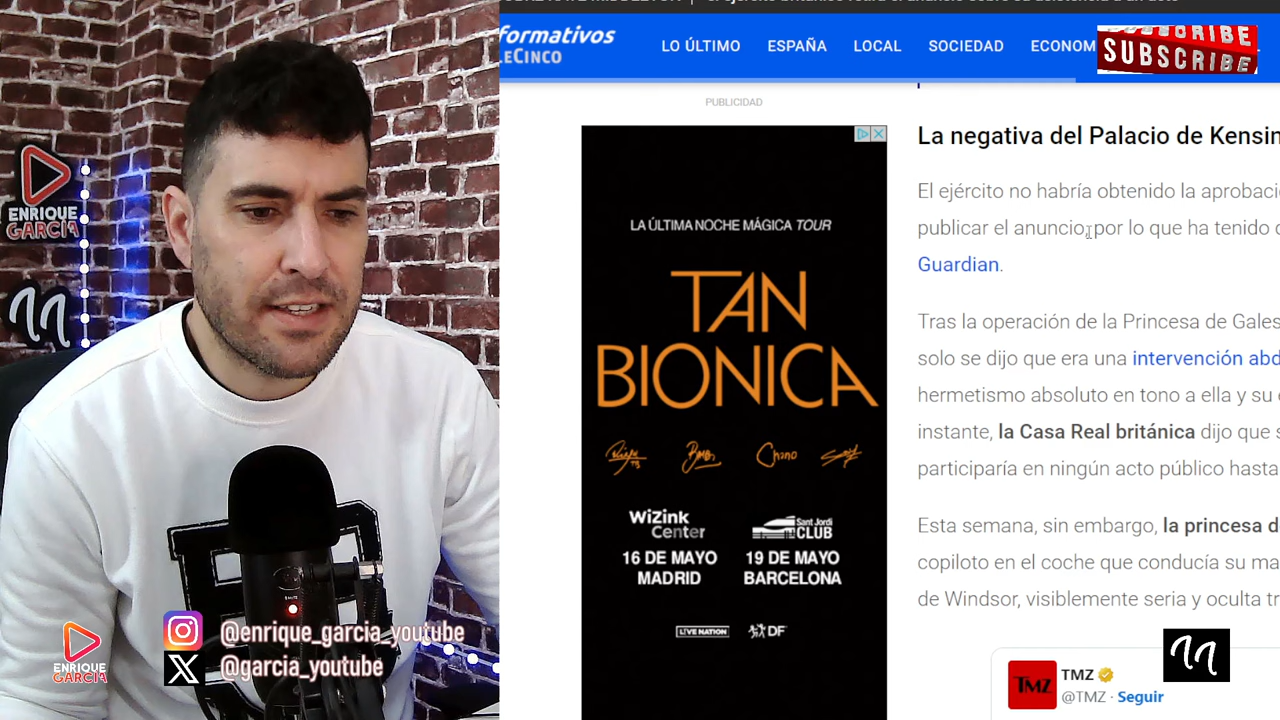 formativos
LO ÚLTIMO
ESPAÑA
LOCAL
SOCIEDAD
ECONOM
SUBSCRIBE
PUBLICIDAD
LA ÚLTIMA NOCHE MÁGICA TOUR
TAN
BIONICA
WiZink
Center
16 DE MAYO
MADRID
Sant Jordi
CLUB
19 DE MAYO
BARCELONA
LIVE NATION
DF
La negativa del Palacio de Kensin
El ejército no habría obtenido la aprobació
publicar el anuncio, por lo que ha tenido
Guardian.
Tras la operación de la Princesa de Gales
solo se dijo que era una intervención abd
hermetismo absoluto en tono a ella y su
instante, la Casa Real británica dijo que s
participaría en ningún acto público hasta
Esta semana, sin embargo, la princesa d
copiloto en el coche que conducía su ma
de Windsor, visiblemente seria y oculta tr
TMZ
TMZ
@TMZ · Seguir
ENRIQUE
GARCIA
@enrique_garcia_youtube
@garcia_youtube
ENRIQUE
GARCIA